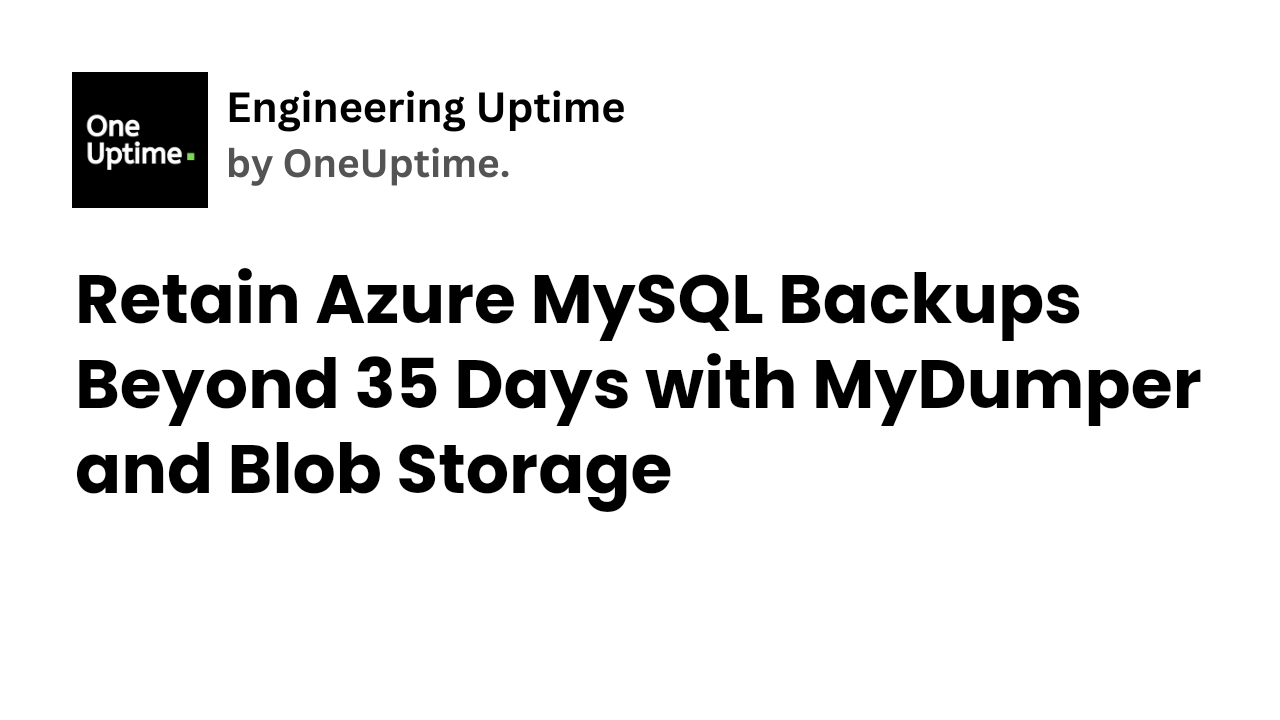 One
Uptime
Engineering Uptime
by OneUptime.
Retain Azure MySQL Backups
Beyond 35 Days with MyDumper
and Blob Storage